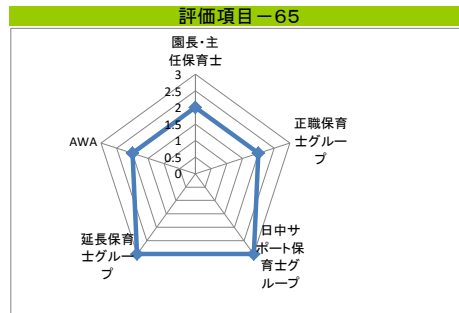 評価項目－65
園長・主
任保育士
3
2.5
2
1.5
1
0.5
0
正職保育
士グルー
プ
日中サ
ポート保
育士グ
ループ
延長保育
士グルー
プ
AWA